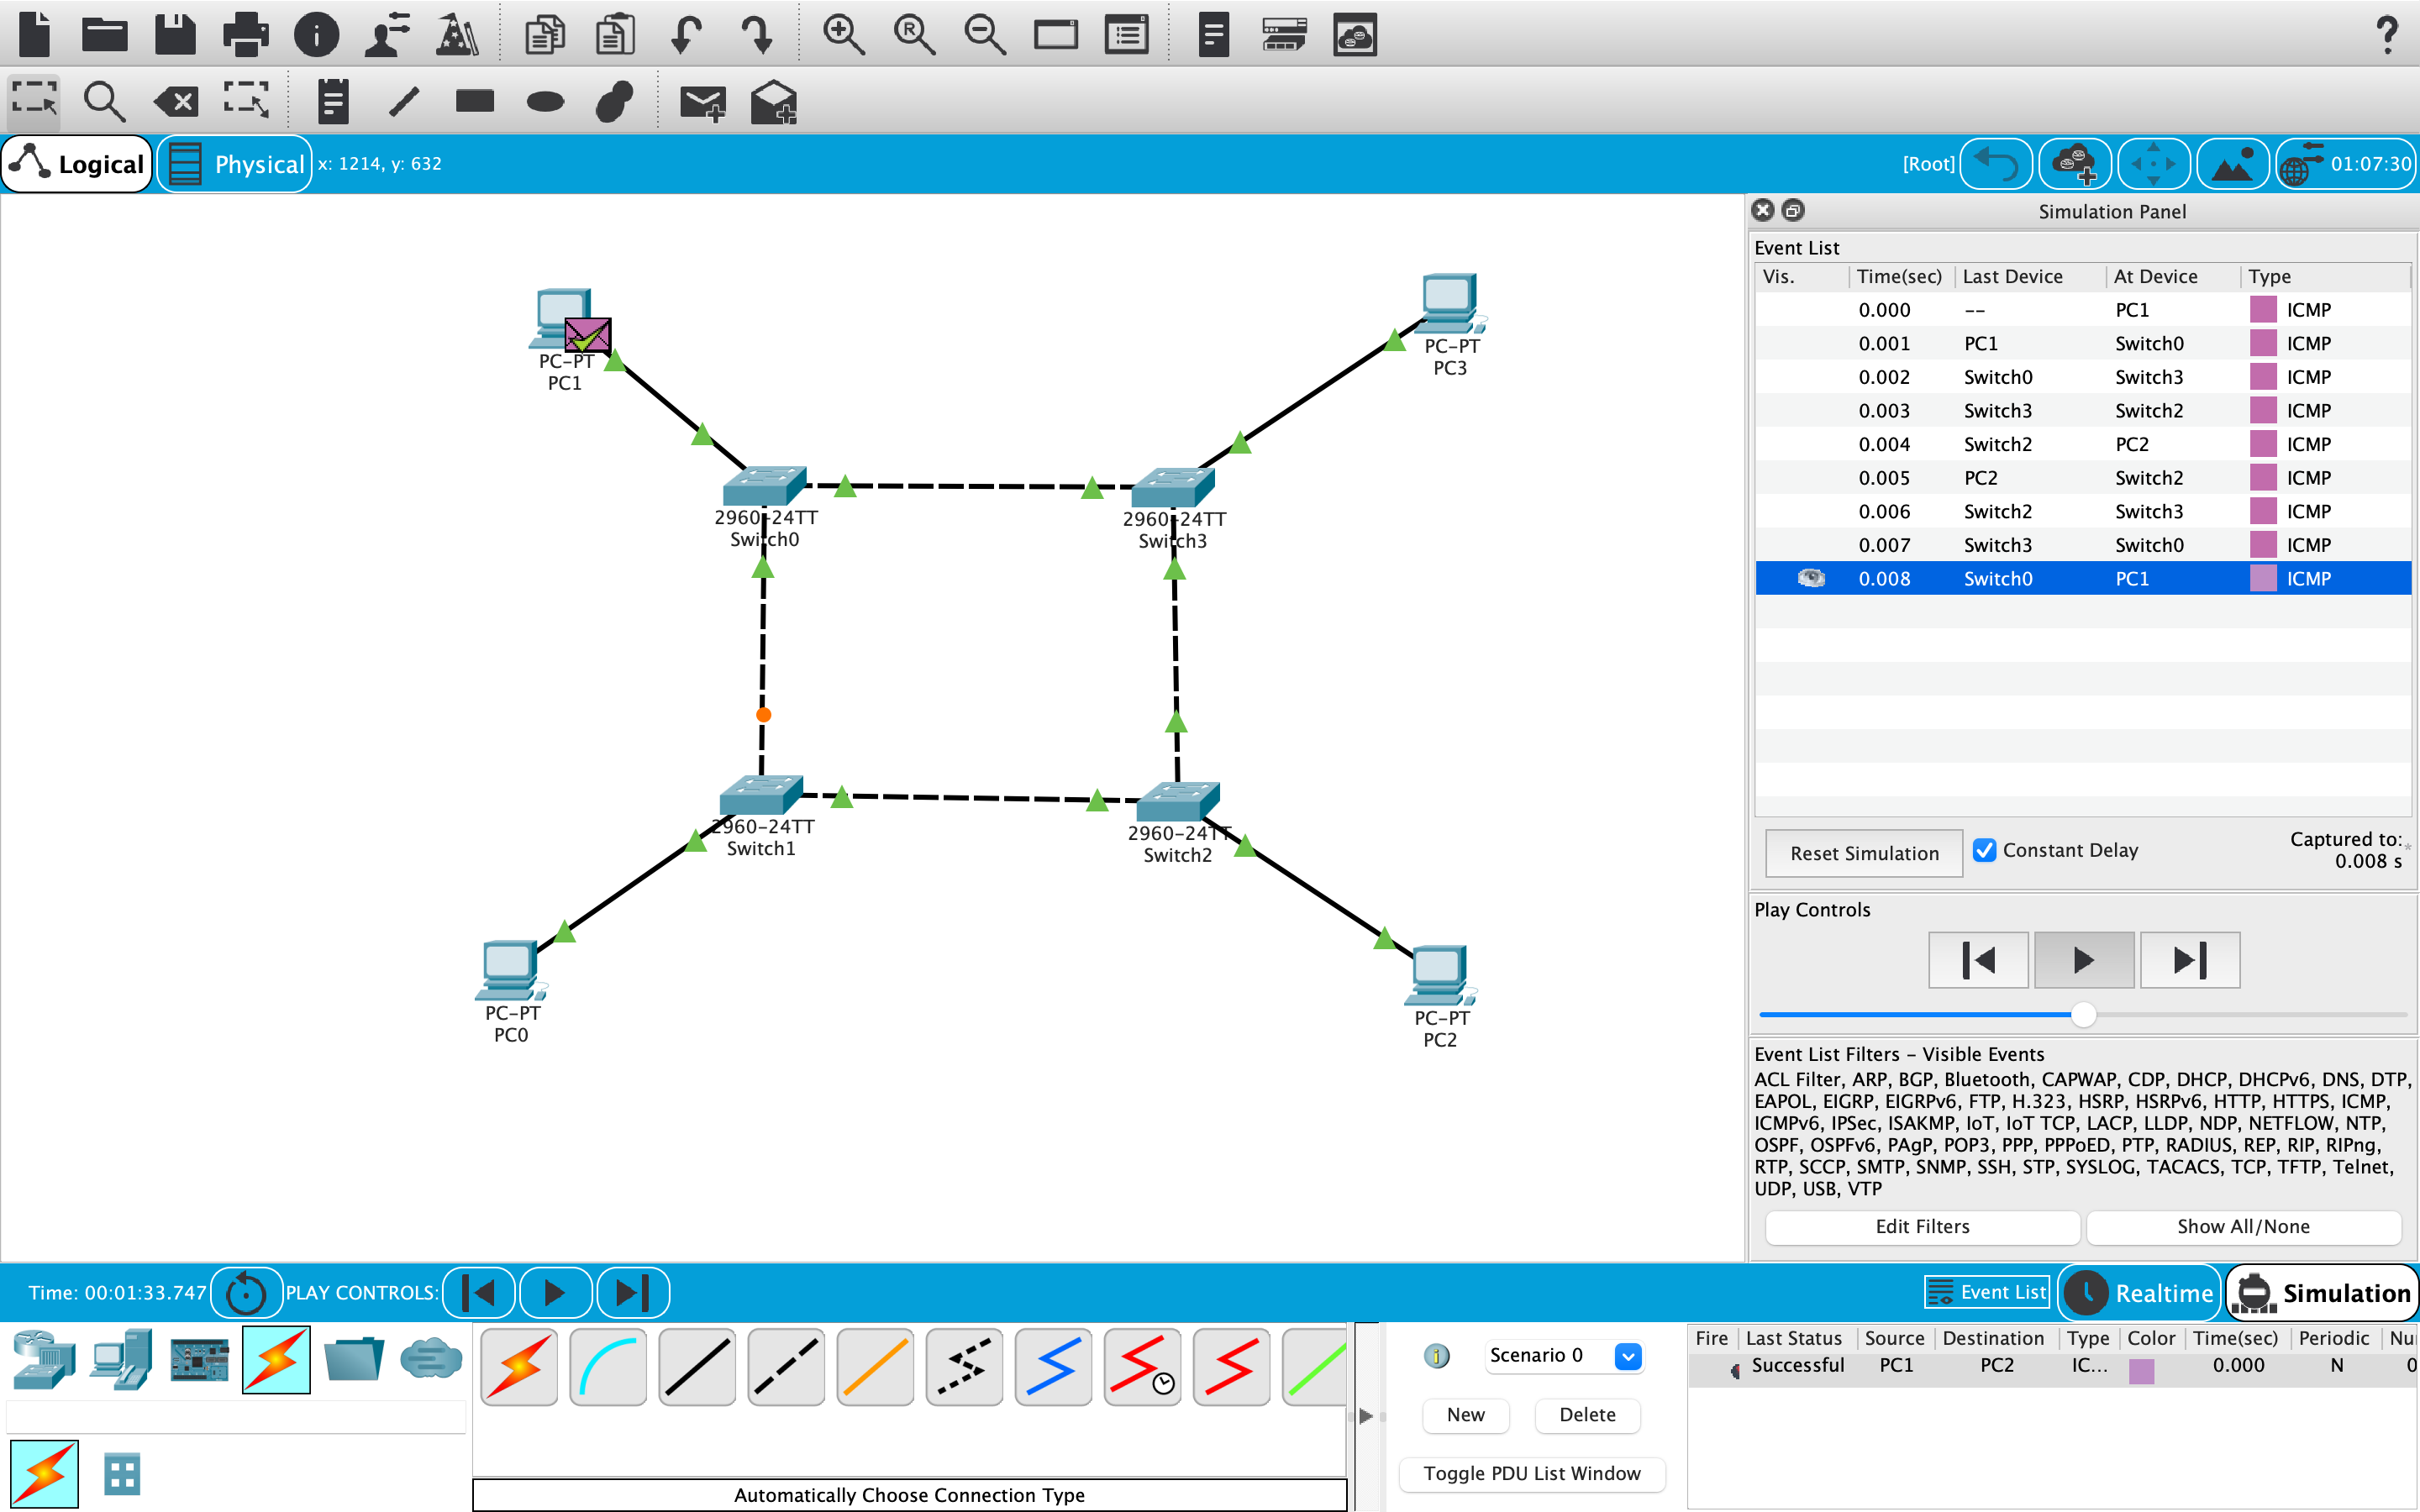 ?
Logical
Physical
x: 1214, y: 632
[Root]
01:07:30
Simulation Panel
Event List
Vis. Time(sec) Last Device At Device Type
0.000 -- PC1 ICMP
0.001 PC1 Switch0 ICMP
0.002 Switch0 Switch3 ICMP
0.003 Switch3 Switch2 ICMP
0.004 Switch2 PC2 ICMP
0.005 PC2 Switch2 ICMP
0.006 Switch2 Switch3 ICMP
0.007 Switch3 Switch0 ICMP
0.008 Switch0 PC1 ICMP
PC-PT
PC1
PC-PT
PC3
2960-24TT
Switch0
2960-24TT
Switch3
2960-24TT
Switch1
2960-24TT
Switch2
PC-PT
PC0
PC-PT
PC2
Reset Simulation
Constant Delay
Captured to:
0.008 s
*
Play Controls
Event List Filters - Visible Events
ACL Filter, ARP, BGP, Bluetooth, CAPWAP, CDP, DHCP, DHCPv6, DNS, DTP,
EAPOL, EIGRP, EIGRPv6, FTP, H.323, HSRP, HSRPv6, HTTP, HTTPS, ICMP,
ICMPv6, IPSec, ISAKMP, IoT, IoT TCP, LACP, LLDP, NDP, NETFLOW, NTP,
OSPF, OSPFv6, PAgP, POP3, PPP, PPPoED, PTP, RADIUS, REP, RIP, RIPng,
RTP, SCCP, SMTP, SNMP, SSH, STP, SYSLOG, TACACS, TCP, TFTP, Telnet,
UDP, USB, VTP
Edit Filters
Show All/None
Time: 00:01:33.747
PLAY CONTROLS:
Event List
Realtime
Simulation
Scenario 0
New
Delete
Toggle PDU List Window
Fire Last Status Source Destination Type Color Time(sec) Periodic Nu
Successful PC1 PC2 IC... 0.000 N 0
Automatically Choose Connection Type